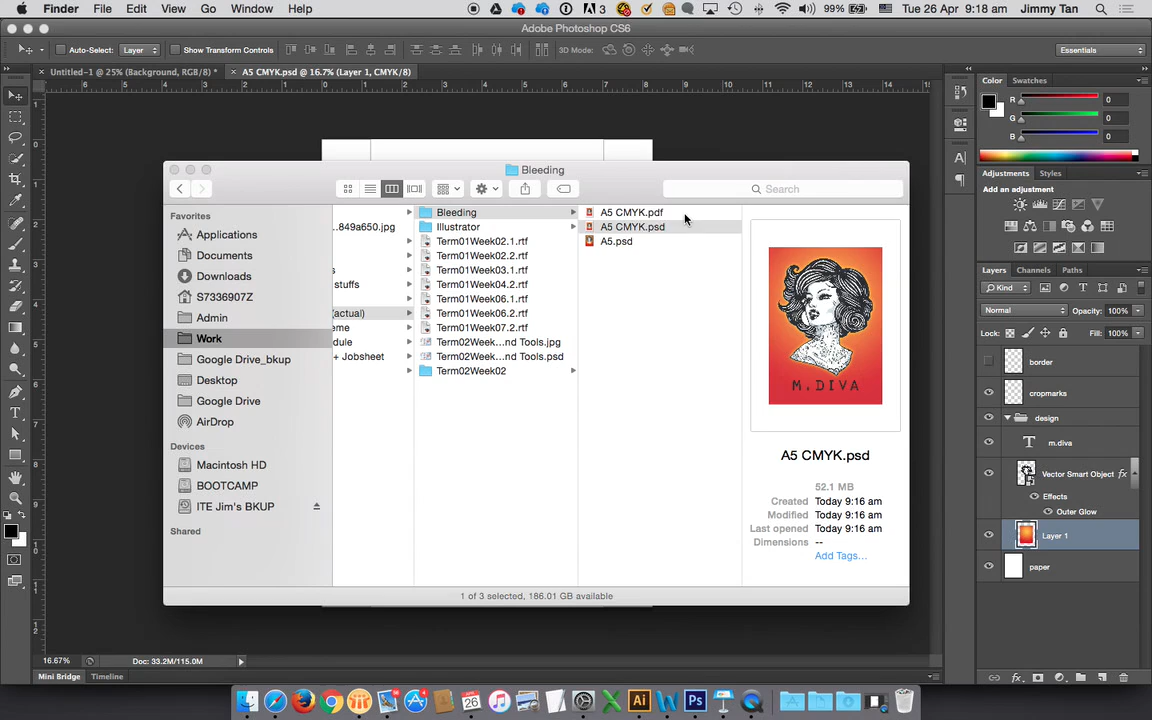 Finder File Edit View Go Window Help 3 99% Tue 26 Apr 9:18 am Jimmy Tan
Adobe Photoshop CS6
Auto-Select: Layer Show Transform Controls 3D Mode: Essentials
Untitled-1 @ 25% (Background, RGB/8) * A5 CMYK.psd @ 16.7% (Layer 1, CMYK/8)
Bleeding
Search
Favorites
Applications
Documents
Downloads
S7336907Z
Admin
Work
Google Drive_bkup
Desktop
Google Drive
AirDrop
Devices
Macintosh HD
BOOTCAMP
ITE Jim's BKUP
Shared
..849a650.jpg
s
stuffs
(actual)
eme
dule
+ Jobsheet
Bleeding
Illustrator
Term01Week02.1.rtf
Term01Week02.2.rtf
Term01Week03.1.rtf
Term01Week04.2.rtf
Term01Week06.1.rtf
Term01Week06.2.rtf
Term01Week07.2.rtf
Term02Week...nd Tools.jpg
Term02Week...nd Tools.psd
Term02Week02
A5 CMYK.pdf
A5 CMYK.psd
A5.psd
M.DIVA
A5 CMYK.psd
52.1 MB
Created Today 9:16 am
Modified Today 9:16 am
Last opened Today 9:16 am
Dimensions --
Add Tags...
1 of 3 selected, 186.01 GB available
Color Swatches
R 0
G 0
B 0
Adjustments Styles
Add an adjustment
Layers Channels Paths
Kind
Normal Opacity: 100%
Lock: Fill: 100%
border
cropmarks
design
m.diva
Vector Smart Object fx
Effects
Outer Glow
Layer 1
paper
16.67% Doc: 33.2M/115.0M
Mini Bridge Timeline